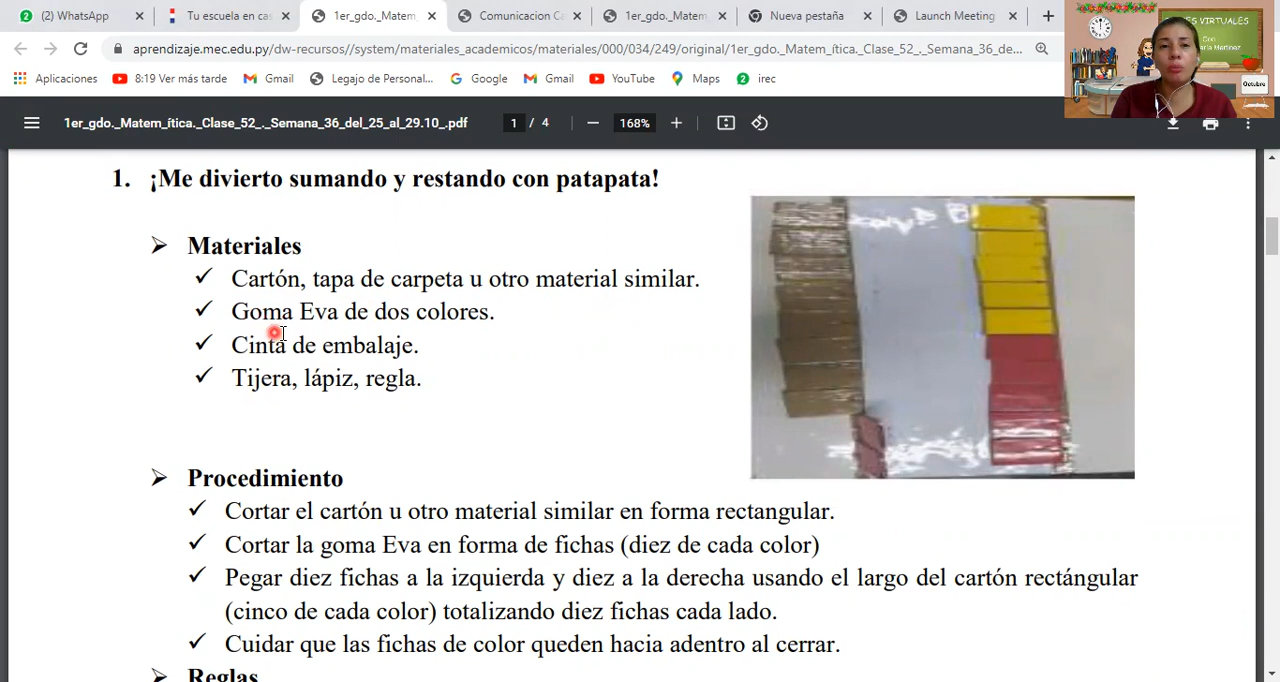 (2) WhatsApp
Tu escuela en cas
1er_gdo._Matem_
Comunicacion Ca
1er_gdo._Matem_
Nueva pestaña
Launch Meeting
aprendizaje.mec.edu.py/dw-recursos//system/materiales_academicos/materiales/000/034/249/original/1er_gdo._Matem_ítica._Clase_52_._Semana_36_de...
Aplicaciones
8:19 Ver más tarde
Gmail
Legajo de Personal...
Google
Gmail
YouTube
Maps
irec
VIRTUALES
Con
Martinez
Octubre
1er_gdo._Matem_ítica._Clase_52_._Semana_36_del_25_al_29.10_.pdf
1 / 4
168%
1. ¡Me divierto sumando y restando con patapata!
Materiales
Cartón, tapa de carpeta u otro material similar.
Goma Eva de dos colores.
Cinta de embalaje.
Tijera, lápiz, regla.
Procedimiento
Cortar el cartón u otro material similar en forma rectangular.
Cortar la goma Eva en forma de fichas (diez de cada color)
Pegar diez fichas a la izquierda y diez a la derecha usando el largo del cartón rectángular
(cinco de cada color) totalizando diez fichas cada lado.
Cuidar que las fichas de color queden hacia adentro al cerrar.
Reglas